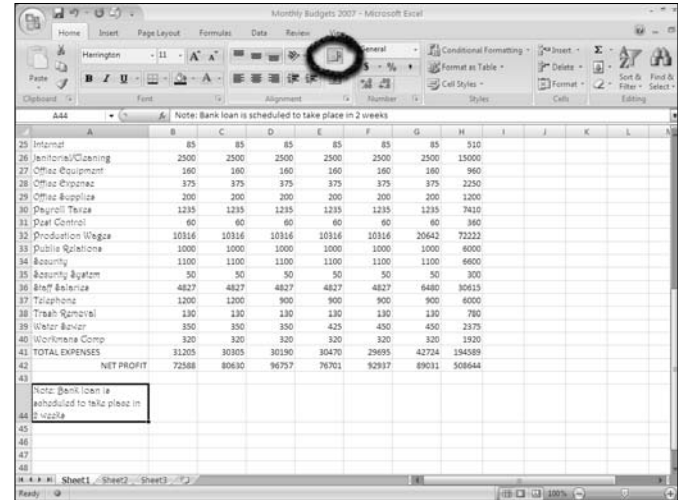 Monthly Budgets 2007 - Microsoft Excel
Home Insert Page Layout Formulas Data Review View
Harrington 11 A A General Conditional Formatting Insert Σ
Paste B I U A $ % , Format as Table Delete Sort & Find &
Cell Styles Format Filter Select
Clipboard Font Alignment Number Styles Cells Editing
A44 fx Note: Bank loan is scheduled to take place in 2 weeks
A B C D E F G H I J K L
25 Internet 85 85 85 85 85 85 510
26 Janitorial/Cleaning 2500 2500 2500 2500 2500 2500 15000
27 Office Equipment 160 160 160 160 160 160 960
28 Office Expense 375 375 375 375 375 375 2250
29 Office Supplies 200 200 200 200 200 200 1200
30 Payroll Taxes 1235 1235 1235 1235 1235 1235 7410
31 Pest Control 60 60 60 60 60 60 360
32 Production Wages 10316 10316 10316 10316 10316 20642 72222
33 Public Relations 1000 1000 1000 1000 1000 1000 6000
34 Security 1100 1100 1100 1100 1100 1100 6600
35 Security System 50 50 50 50 50 50 300
36 Staff Salaries 4827 4827 4827 4827 4827 6480 30615
37 Telephone 1200 1200 900 900 900 900 6000
38 Trash Removal 130 130 130 130 130 130 780
39 Water Sewer 350 350 350 425 450 450 2375
40 Workmans Comp 320 320 320 320 320 320 1920
41 TOTAL EXPENSES 31205 30305 30190 30470 29695 42724 194589
42 NET PROFIT 72588 80630 96757 76701 92937 89031 508644
43
Note: Bank loan is
scheduled to take place in
44 2 weeks
45
46
47
48
Sheet1 Sheet2 Sheet3
Ready 100%